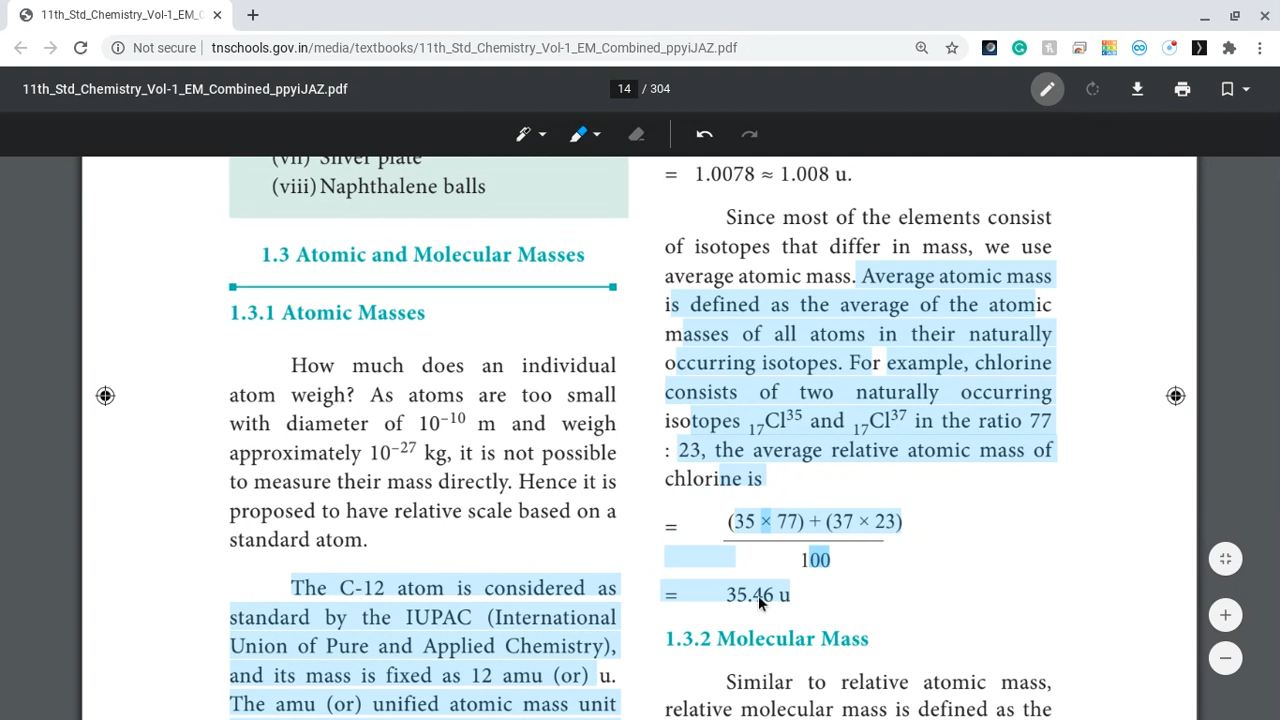 11th_Std_Chemistry_Vol-1_EM_C
Not secure
tnschools.gov.in/media/textbooks/11th_Std_Chemistry_Vol-1_EM_Combined_ppyiJAZ.pdf
11th_Std_Chemistry_Vol-1_EM_Combined_ppyiJAZ.pdf
14 / 304
(vii) Silver plate
(viii) Naphthalene balls
1.3 Atomic and Molecular Masses
1.3.1 Atomic Masses
How much does an individual
atom weigh? As atoms are too small
with diameter of 10⁻¹⁰ m and weigh
approximately 10⁻²⁷ kg, it is not possible
to measure their mass directly. Hence it is
proposed to have relative scale based on a
standard atom.
The C-12 atom is considered as
standard by the IUPAC (International
Union of Pure and Applied Chemistry),
and its mass is fixed as 12 amu (or) u.
The amu (or) unified atomic mass unit
= 1.0078 ≈ 1.008 u.
Since most of the elements consist
of isotopes that differ in mass, we use
average atomic mass. Average atomic mass
is defined as the average of the atomic
masses of all atoms in their naturally
occurring isotopes. For example, chlorine
consists of two naturally occurring
isotopes ₁₇Cl³⁵ and ₁₇Cl³⁷ in the ratio 77
: 23, the average relative atomic mass of
chlorine is
= (35 × 77) + (37 × 23)
100
= 35.46 u
1.3.2 Molecular Mass
Similar to relative atomic mass,
relative molecular mass is defined as the